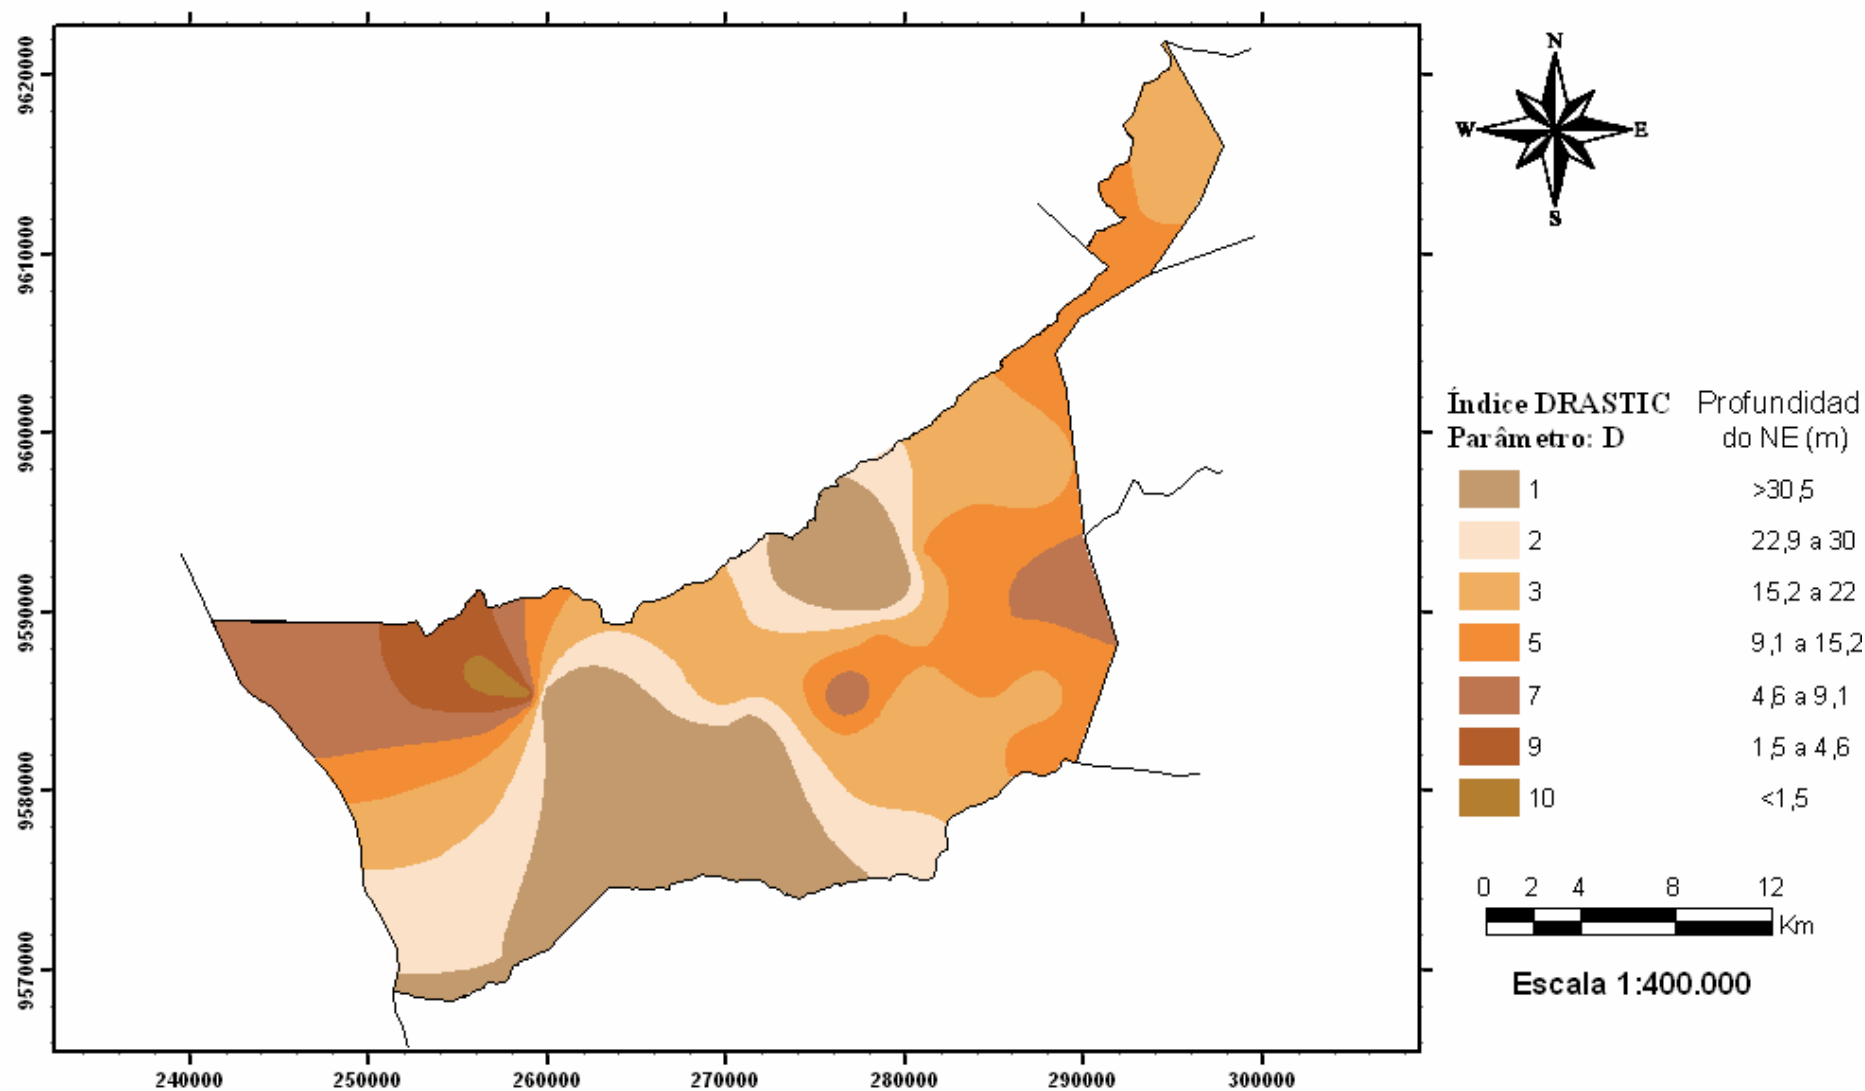 N
W E
S
9620000
9610000
9600000
9590000
9580000
9570000
240000 250000 260000 270000 280000 290000 300000
Índice DRASTIC Profundidad
Parâmetro: D do NE (m)
1 >30,5
2 22,9 a 30
3 15,2 a 22
5 9,1 a 15,2
7 4,6 a 9,1
9 1,5 a 4,6
10 <1,5
0 2 4 8 12
Km
Escala 1:400.000